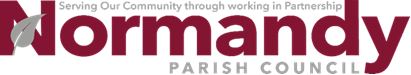 Serving Our Community through working in Partnership
Normandy
PARISH COUNCIL